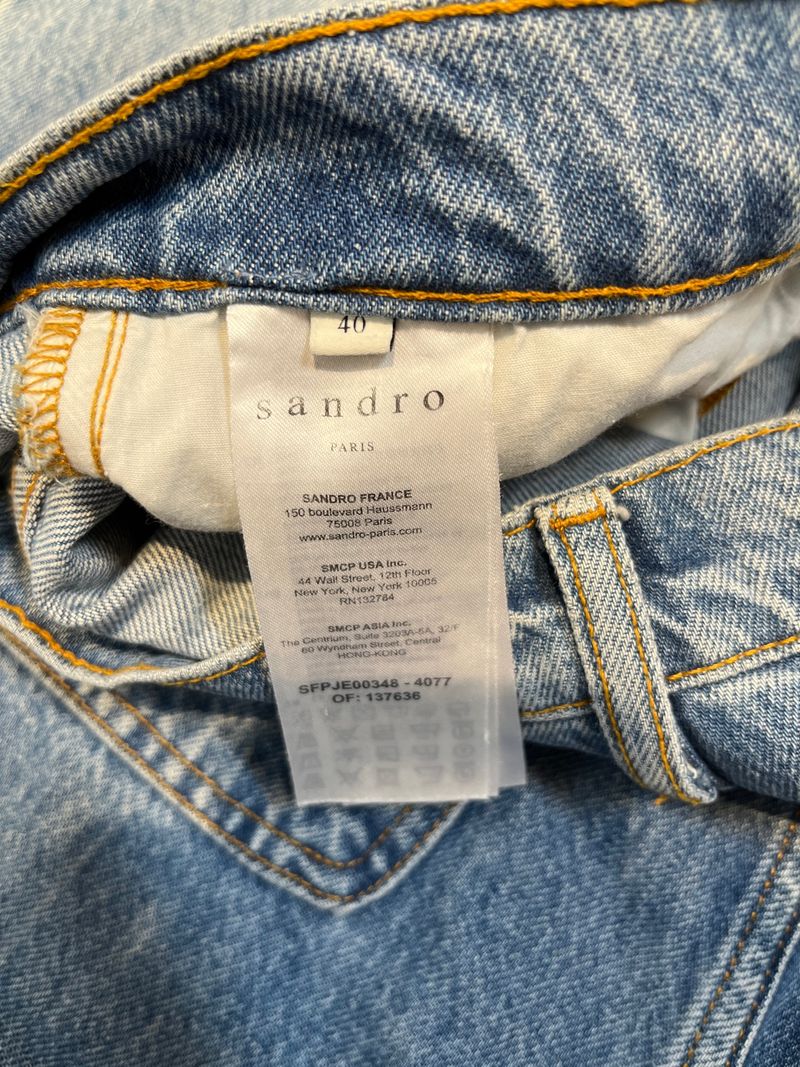 40
sandro
PARIS
SANDRO FRANCE
150 boulevard Haussmann
75008 Paris
www.sandro-paris.com
SMCP USA Inc.
44 Wall Street, 12th Floor
New York, New York 10005
RN132784
SMCP ASIA Inc.
The Centrium, Suite 3203A-5A, 32/F
60 Wyndham Street, Central
HONG-KONG
SFPJE00348 - 4077
OF: 137636